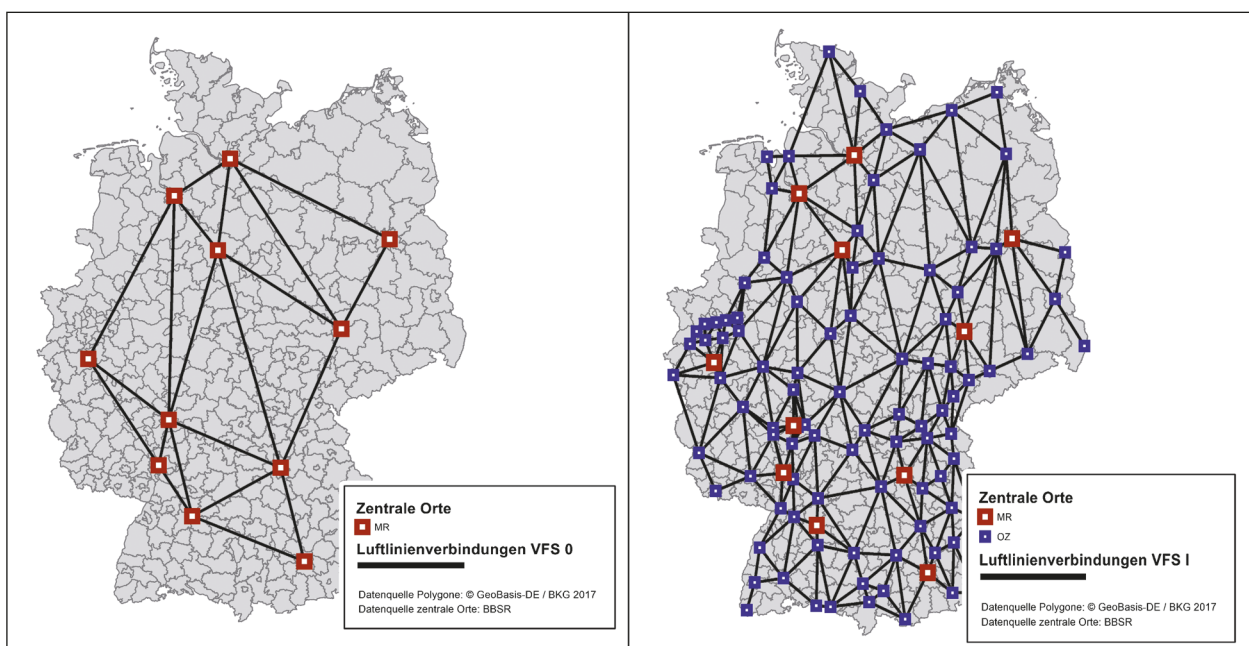 Zentrale Orte
MR
Luftlinienverbindungen VFS 0
Datenquelle Polygone: © GeoBasis-DE / BKG 2017
Datenquelle zentrale Orte: BBSR
Zentrale Orte
MR
OZ
Luftlinienverbindungen VFS I
Datenquelle Polygone: © GeoBasis-DE / BKG 2017
Datenquelle zentrale Orte: BBSR